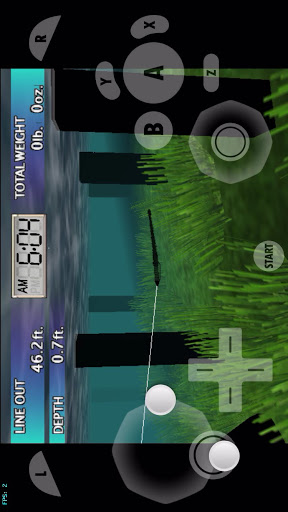 FPS: 2
LINE OUT
46.2 ft.
DEPTH
0.7 ft.
AM 6:04
PM
TOTAL WEIGHT
0lb. 0oz.
L
R
X
Y
A
Z
B
START